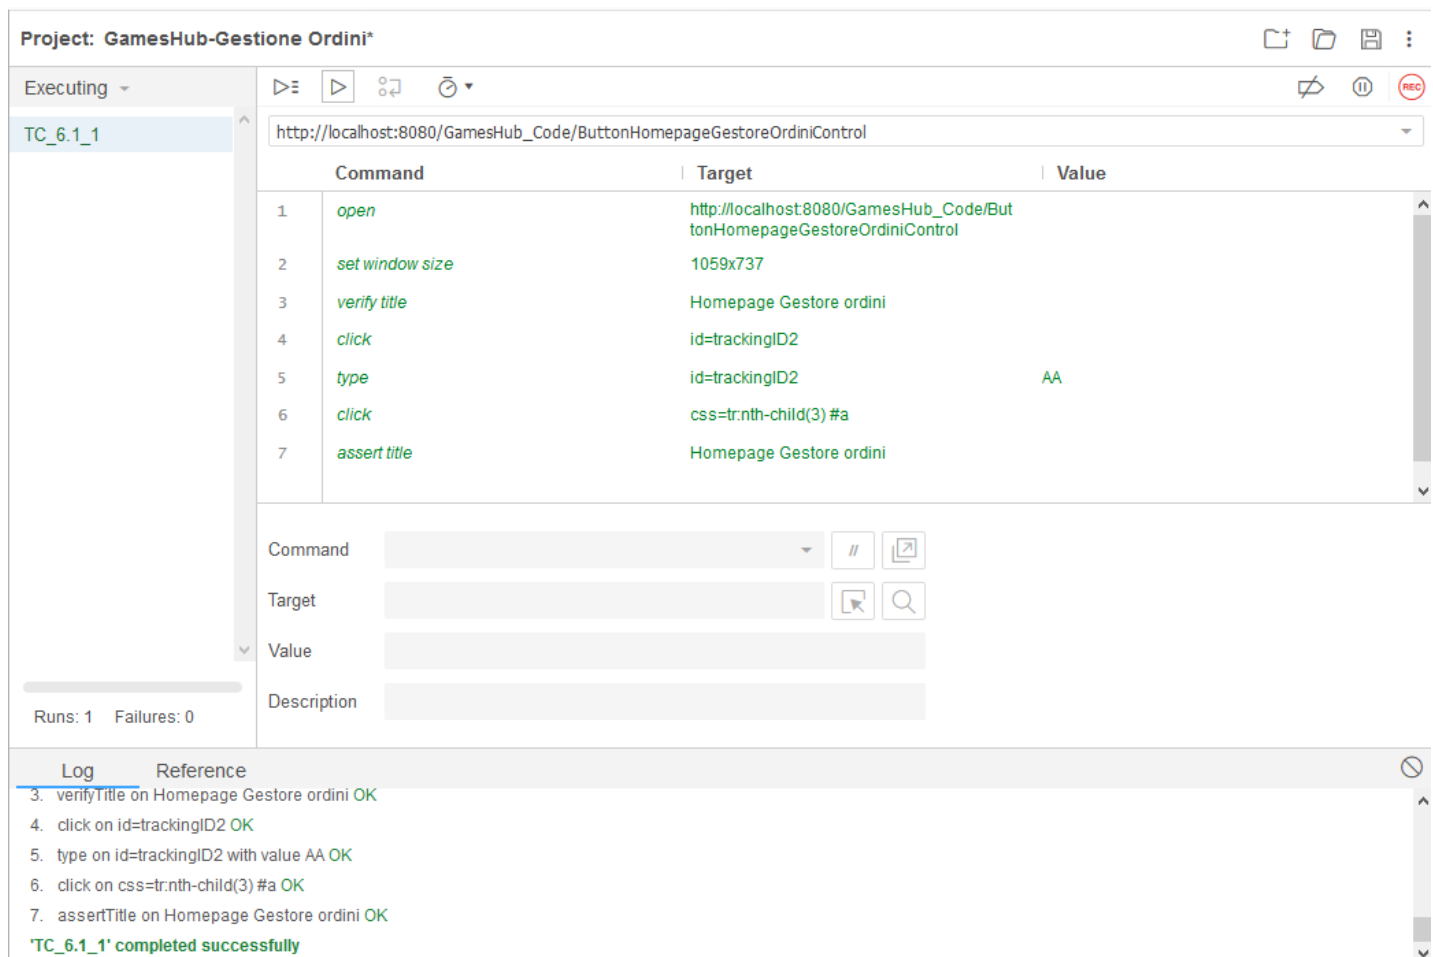 Project: GamesHub-Gestione Ordini*
Executing
REC
TC_6.1_1
http://localhost:8080/GamesHub_Code/ButtonHomepageGestoreOrdiniControl
Command Target Value
1 open http://localhost:8080/GamesHub_Code/But
tonHomepageGestoreOrdiniControl
2 set window size 1059x737
3 verify title Homepage Gestore ordini
4 click id=trackingID2
5 type id=trackingID2 AA
6 click css=tr:nth-child(3) #a
7 assert title Homepage Gestore ordini
Command //
Target
Value
Description
Runs: 1 Failures: 0
Log Reference
3. verifyTitle on Homepage Gestore ordini OK
4. click on id=trackingID2 OK
5. type on id=trackingID2 with value AA OK
6. click on css=tr:nth-child(3) #a OK
7. assertTitle on Homepage Gestore ordini OK
'TC_6.1_1' completed successfully